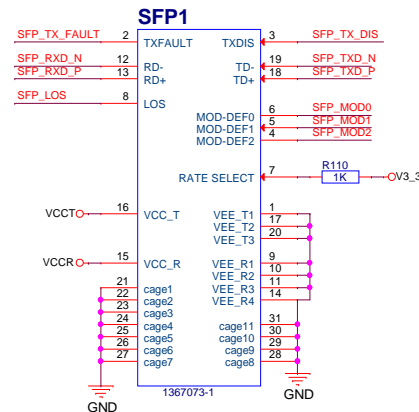 SFP1
SFP_TX_FAULT 2 TXFAULT TXDIS 3 SFP_TX_DIS
SFP_RXD_N 12 RD- TD- 19 SFP_TXD_N
SFP_RXD_P 13 RD+ TD+ 18 SFP_TXD_P
SFP_LOS 8 LOS
MOD-DEF0 6 SFP_MOD0
MOD-DEF1 5 SFP_MOD1
MOD-DEF2 4 SFP_MOD2
R110
RATE SELECT 7 1K V3_3
VCCT 16 VCC_T VEE_T1 1
VEE_T2 17
VEE_T3 20
VCCR 15 VCC_R VEE_R1 9
VEE_R2 10
VEE_R3 11
VEE_R4 14
21 cage1
22 cage2
23 cage3
24 cage4 cage11 31
25 cage5 cage10 30
26 cage6 cage9 29
27 cage7 cage8 28
GND 1367073-1 GND